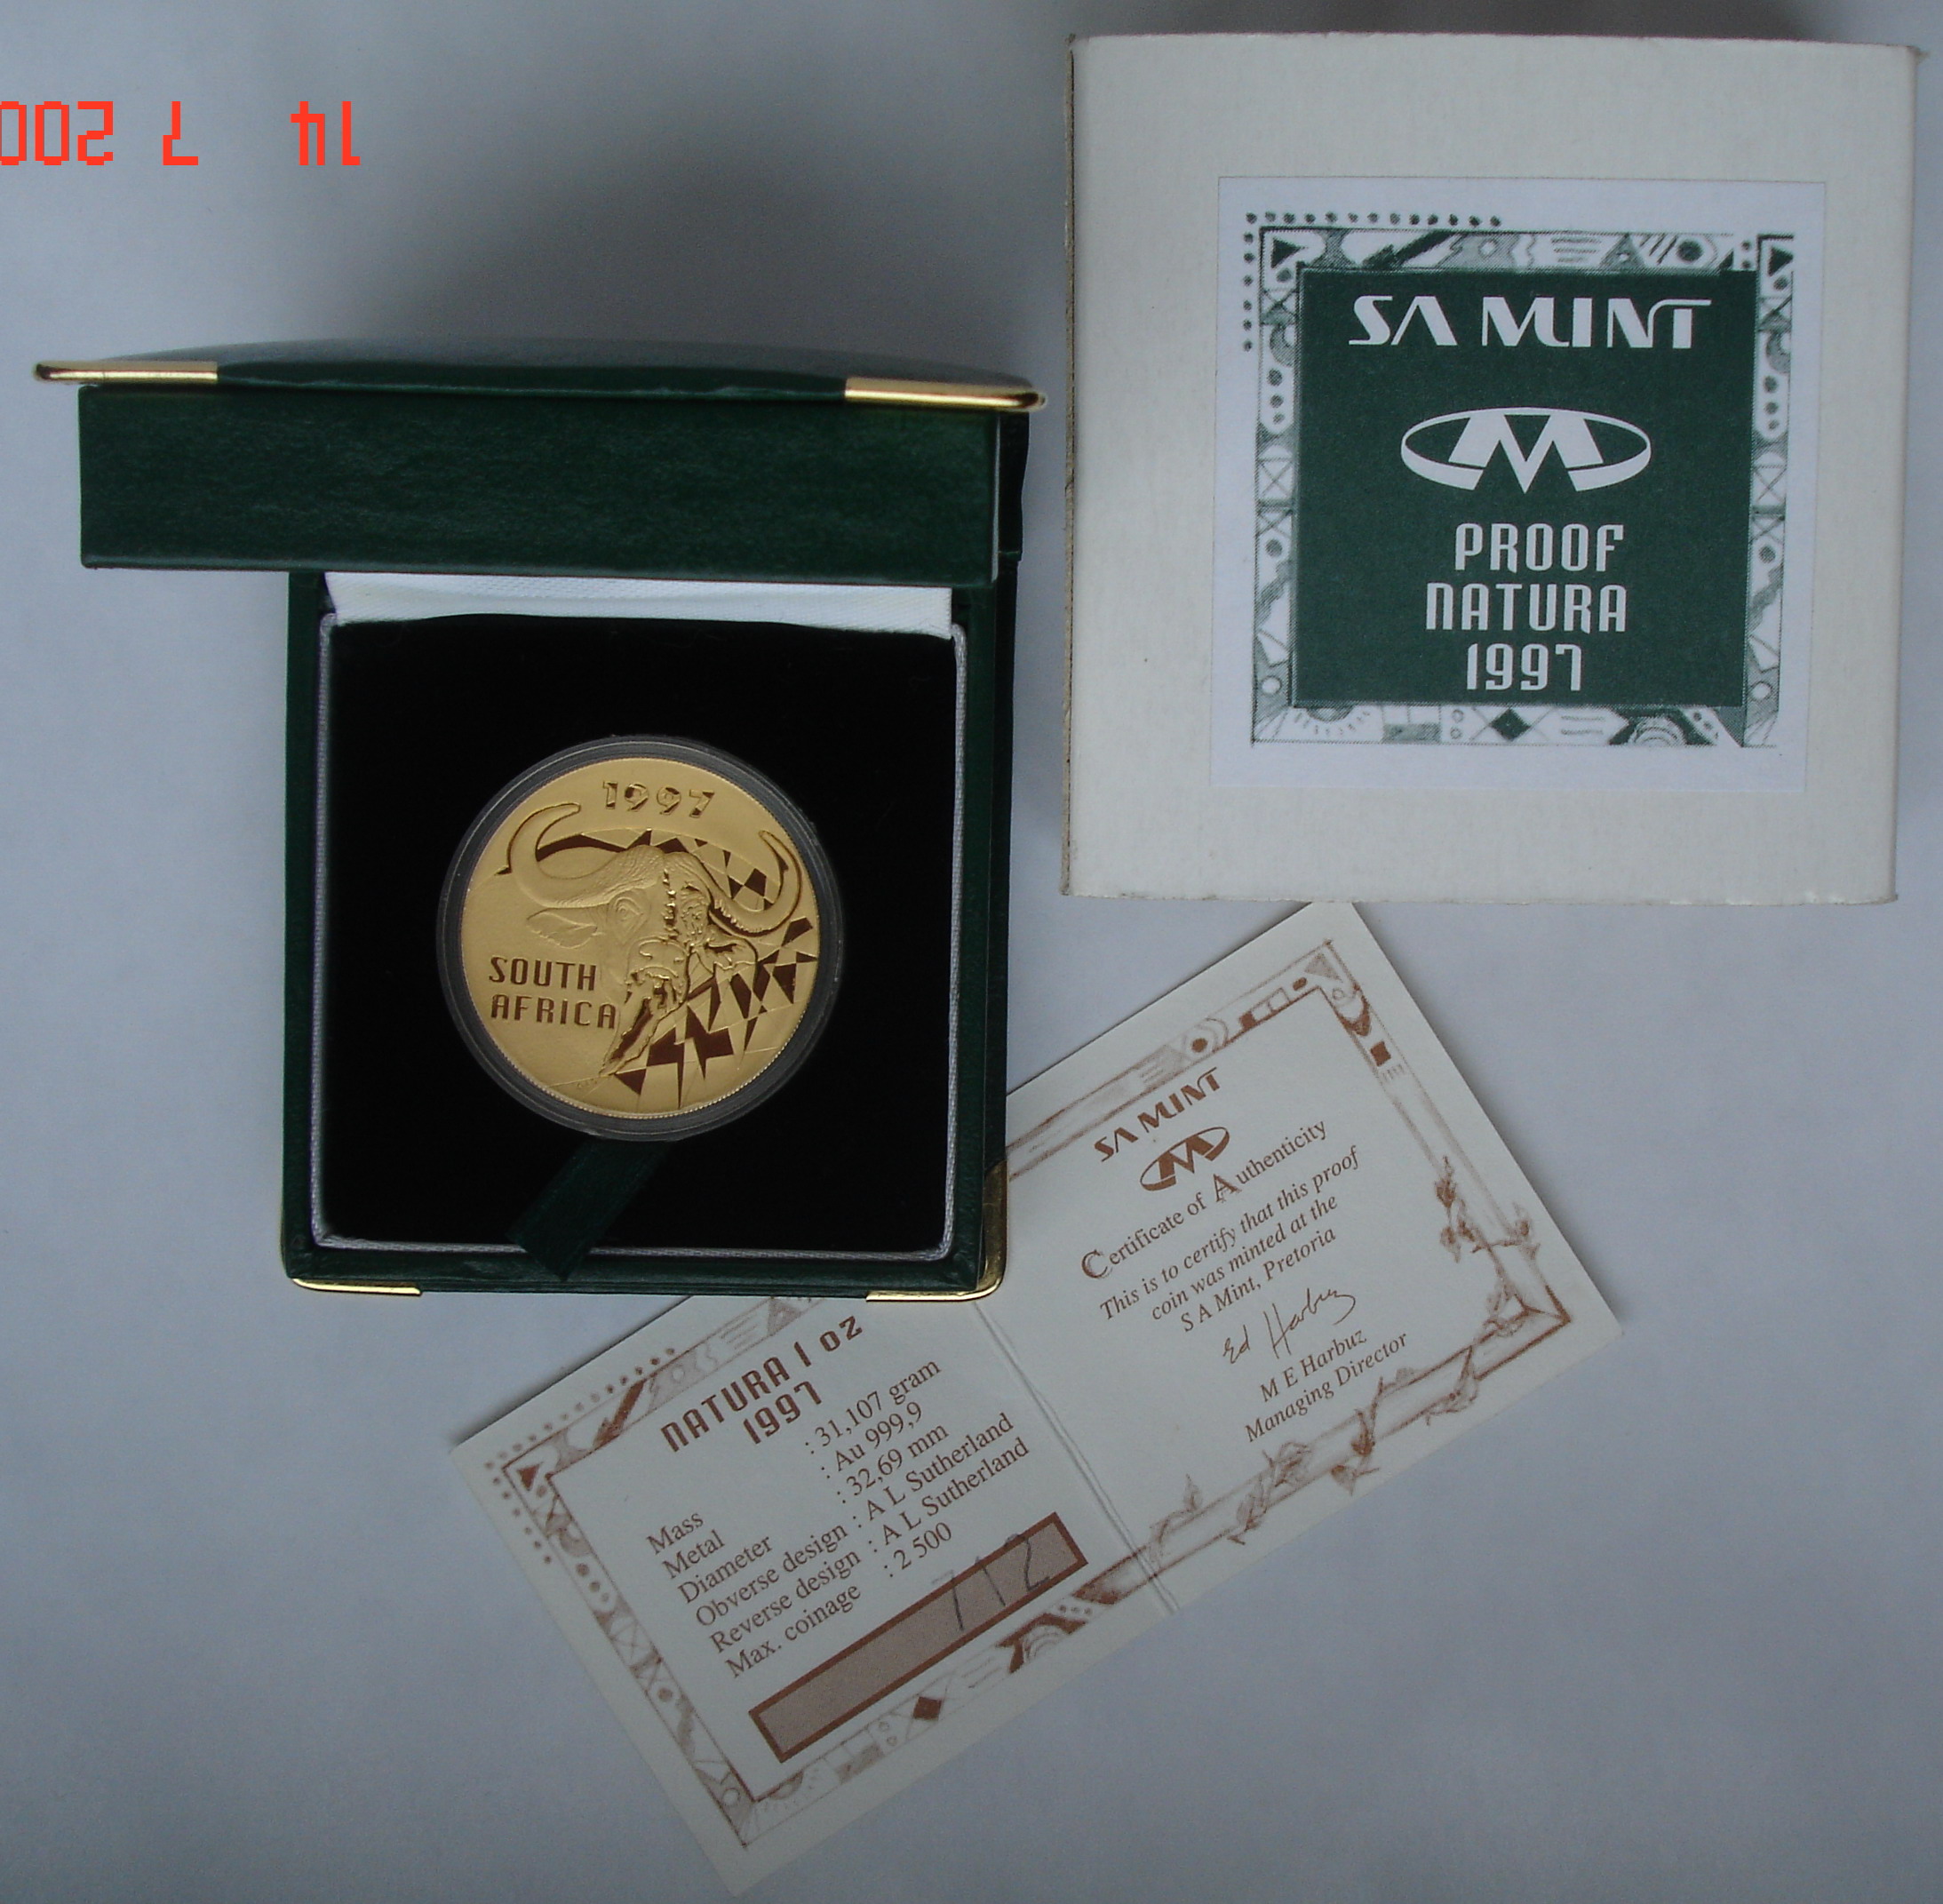 14 7 200
SA MINT
PROOF
NATURA
1997
1997
SOUTH
AFRICA
SA MINT
Certificate of Authenticity
This is to certify that this proof
coin was minted at the
S A Mint, Pretoria
Ed Harbuz
M E Harbuz
Managing Director
NATURA 1 OZ
1997
Mass : 31,107 gram
Metal : Au 999,9
Diameter : 32,69 mm
Obverse design : A L Sutherland
Reverse design : A L Sutherland
Max. coinage : 2 500
712